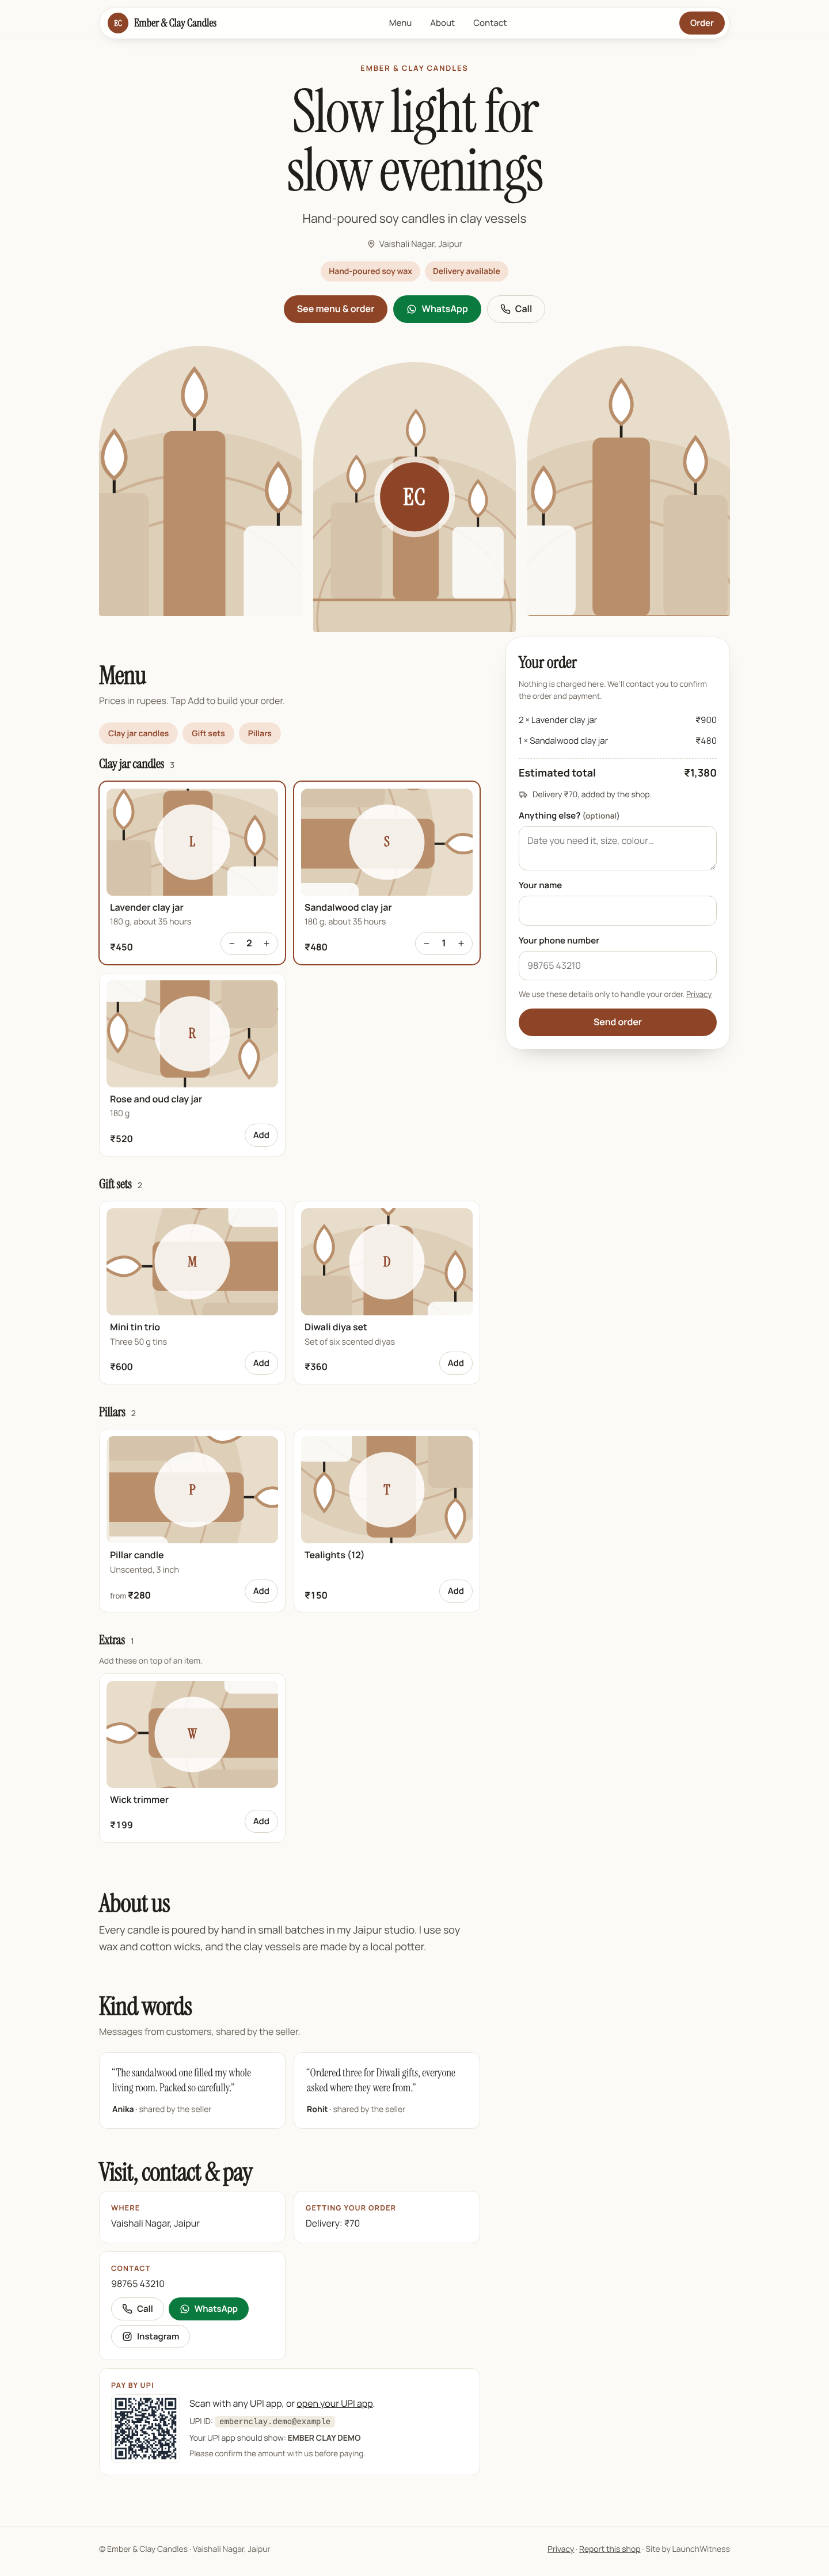 EC
Ember & Clay Candles
Menu
About
Contact
Order
EMBER & CLAY CANDLES
Slow light for
slow evenings
Hand-poured soy candles in clay vessels
Vaishali Nagar, Jaipur
Hand-poured soy wax
Delivery available
See menu & order
WhatsApp
Call
EC
Menu
Prices in rupees. Tap Add to build your order.
Clay jar candles
Gift sets
Pillars
Clay jar candles 3
L
Lavender clay jar
180 g, about 35 hours
₹450
− 2 +
S
Sandalwood clay jar
180 g, about 35 hours
₹480
− 1 +
R
Rose and oud clay jar
180 g
₹520
Add
Gift sets 2
M
Mini tin trio
Three 50 g tins
₹600
Add
D
Diwali diya set
Set of six scented diyas
₹360
Add
Pillars 2
P
Pillar candle
Unscented, 3 inch
from ₹280
Add
T
Tealights (12)
₹150
Add
Extras 1
Add these on top of an item.
W
Wick trimmer
₹199
Add
Your order
Nothing is charged here. We'll contact you to confirm
the order and payment.
2 × Lavender clay jar ₹900
1 × Sandalwood clay jar ₹480
Estimated total ₹1,380
Delivery ₹70, added by the shop.
Anything else? (optional)
Date you need it, size, colour…
Your name
Your phone number
98765 43210
We use these details only to handle your order. Privacy
Send order
About us
Every candle is poured by hand in small batches in my Jaipur studio. I use soy
wax and cotton wicks, and the clay vessels are made by a local potter.
Kind words
Messages from customers, shared by the seller.
“The sandalwood one filled my whole
living room. Packed so carefully.”
Anika · shared by the seller
“Ordered three for Diwali gifts, everyone
asked where they were from.”
Rohit · shared by the seller
Visit, contact & pay
WHERE
Vaishali Nagar, Jaipur
GETTING YOUR ORDER
Delivery: ₹70
CONTACT
98765 43210
Call
WhatsApp
Instagram
PAY BY UPI
Scan with any UPI app, or open your UPI app.
UPI ID: embernclay.demo@example
Your UPI app should show: EMBER CLAY DEMO
Please confirm the amount with us before paying.
© Ember & Clay Candles · Vaishali Nagar, Jaipur
Privacy · Report this shop · Site by LaunchWitness